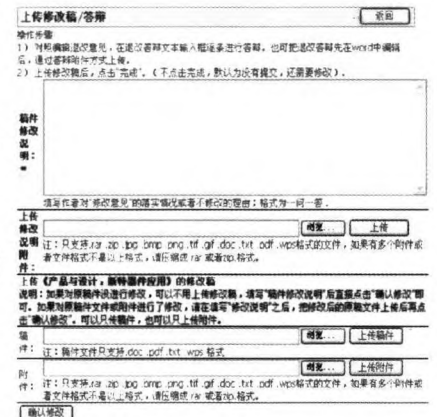 上传修改稿/答辩 返回
操作步骤
1）对照编辑退改意见，在退改答辩文本输入框逐条进行答辩。也可把退改答辩先在word中编辑
后，通过答辩附件方式上传。
2）上传修改稿后，点击"完成"。（不点击完成，默认为没有提交，还需要修改）.
稿件
修改
说
明：
*
填写作者对"修改意见"的落实情况或者不修改的理由；格式为一问一答.
上传
修改
说明
附
件：
浏览... 上传
注：只支持.rar .zip .jpg .bmp .png .tif .gif .doc .txt .pdf .wps格式的文件，如果有多个附件或
者文件格式不是以上格式，请压缩成rar 或者zip.格式.
上传《产品与设计，新特器件应用》的修改稿
说明：如果对原稿件没进行修改，可以不用上传修改稿，填写"稿件修改说明"后直接点击"确认修改"即
可。如果对原稿件文件或附件进行了修改，请在填写"修改说明"之后，把修改后的原稿文件上传后再点
击"确认修改"。可以只传稿件，也可以只上传附件。
稿
件：
浏览... 上传稿件
注：稿件文件只支持.doc .pdf .txt .wps 格式
附
件：
浏览... 上传附件
注：只支持.rar .zip .jpg .bmp .png .tif .gif .doc .txt .pdf .wps格式的文件，如果有多个附件或
者文件格式不是以上格式，请压缩成 rar 或者zip.格式.
确认修改